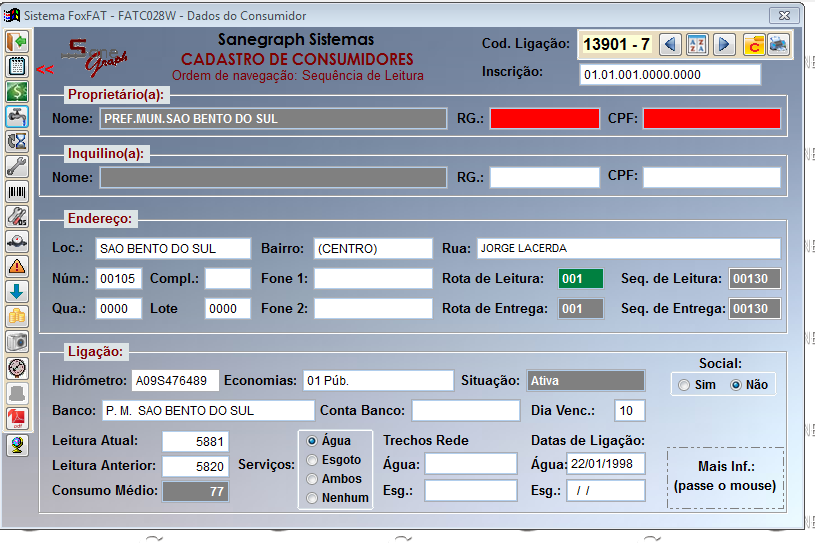 Sistema FoxFAT - FATC028W - Dados do Consumidor
Sane Graph
<<
Sanegraph Sistemas
CADASTRO DE CONSUMIDORES
Ordem de navegação: Sequência de Leitura
Cod. Ligação: 13901 - 7
Inscrição: 01.01.001.0000.0000
Proprietário(a):
Nome: PREF.MUN.SAO BENTO DO SUL RG.: CPF:
Inquilino(a):
Nome: RG.: CPF:
Endereço:
Loc.: SAO BENTO DO SUL Bairro: (CENTRO) Rua: JORGE LACERDA
Núm.: 00105 Compl.: Fone 1: Rota de Leitura: 001 Seq. de Leitura: 00130
Qua.: 0000 Lote 0000 Fone 2: Rota de Entrega: 001 Seq. de Entrega: 00130
Ligação:
Social:
Hidrômetro: A09S476489 Economias: 01 Púb. Situação: Ativa Sim Não
Banco: P. M. SAO BENTO DO SUL Conta Banco: Dia Venc.: 10
Leitura Atual: 5881
Leitura Anterior: 5820
Consumo Médio: 77
Serviços:
Água
Esgoto
Ambos
Nenhum
Trechos Rede
Água:
Esg.:
Datas de Ligação:
Água: 22/01/1998
Esg.: / /
Mais Inf.:
(passe o mouse)